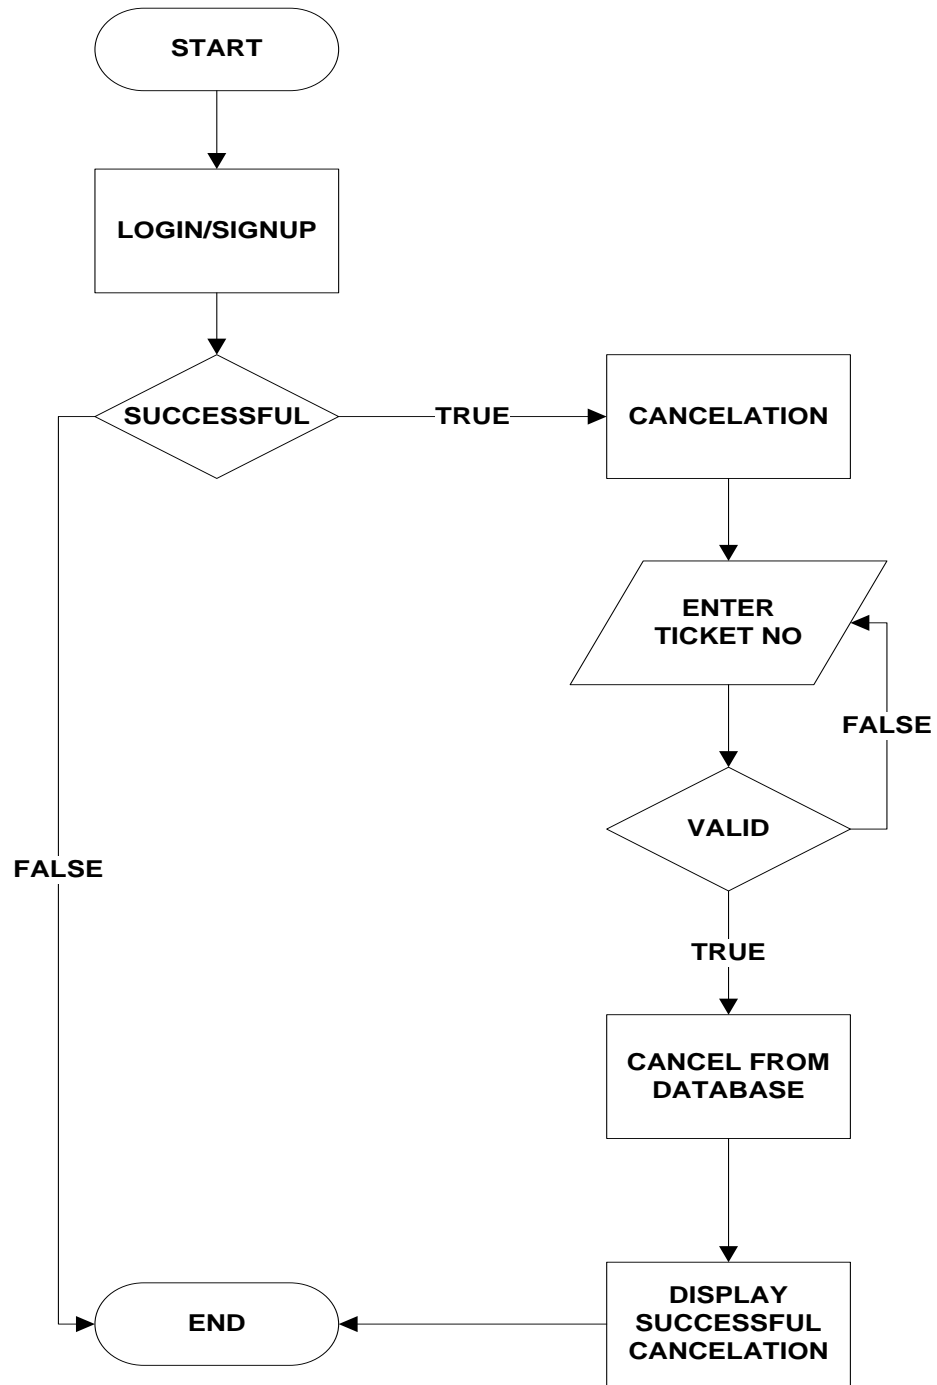 START
LOGIN/SIGNUP
SUCCESSFUL
TRUE
CANCELATION
ENTER
TICKET NO
FALSE
VALID
FALSE
TRUE
CANCEL FROM
DATABASE
DISPLAY
SUCCESSFUL
CANCELATION
END